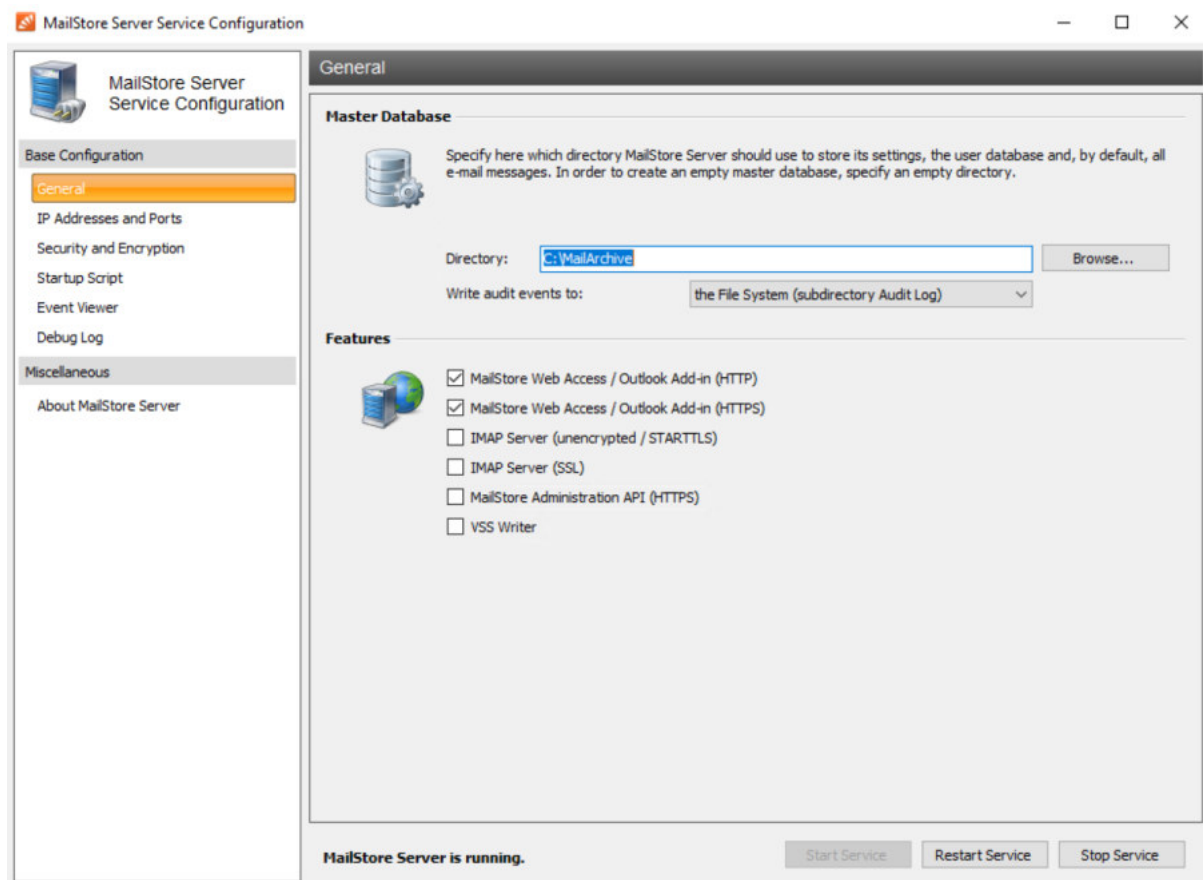 MailStore Server Service Configuration
MailStore Server
Service Configuration
Base Configuration
General
IP Addresses and Ports
Security and Encryption
Startup Script
Event Viewer
Debug Log
Miscellaneous
About MailStore Server
General
Master Database
Specify here which directory MailStore Server should use to store its settings, the user database and, by default, all
e-mail messages. In order to create an empty master database, specify an empty directory.
Directory: C:\MailArchive Browse...
Write audit events to: the File System (subdirectory Audit Log)
Features
MailStore Web Access / Outlook Add-in (HTTP)
MailStore Web Access / Outlook Add-in (HTTPS)
IMAP Server (unencrypted / STARTTLS)
IMAP Server (SSL)
MailStore Administration API (HTTPS)
VSS Writer
MailStore Server is running. Start Service Restart Service Stop Service